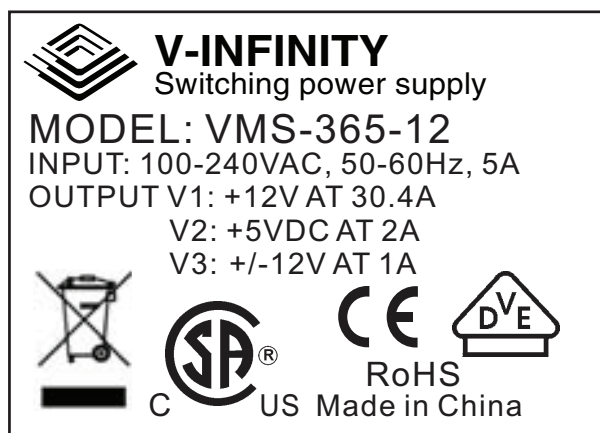 V-INFINITY
Switching power supply
MODEL: VMS-365-12
INPUT: 100-240VAC, 50-60Hz, 5A
OUTPUT V1: +12V AT 30.4A
V2: +5VDC AT 2A
V3: +/-12V AT 1A
SA ®
C US
CE
DVE
RoHS
Made in China